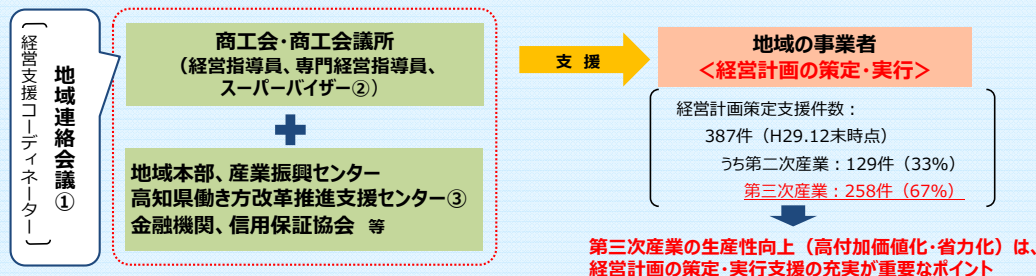 地域連絡会議①
〔経営支援コーディネーター〕
商工会・商工会議所
（経営指導員、専門経営指導員、
スーパーバイザー②）
地域本部、産業振興センター
高知県働き方改革推進支援センター③
金融機関、信用保証協会 等
支 援
地域の事業者
＜経営計画の策定・実行＞
経営計画策定支援件数：
387件（H29.12末時点）
うち第二次産業：129件（33%）
第三次産業：258件（67%）
第三次産業の生産性向上（高付加価値化・省力化）は、
経営計画の策定・実行支援の充実が重要なポイント